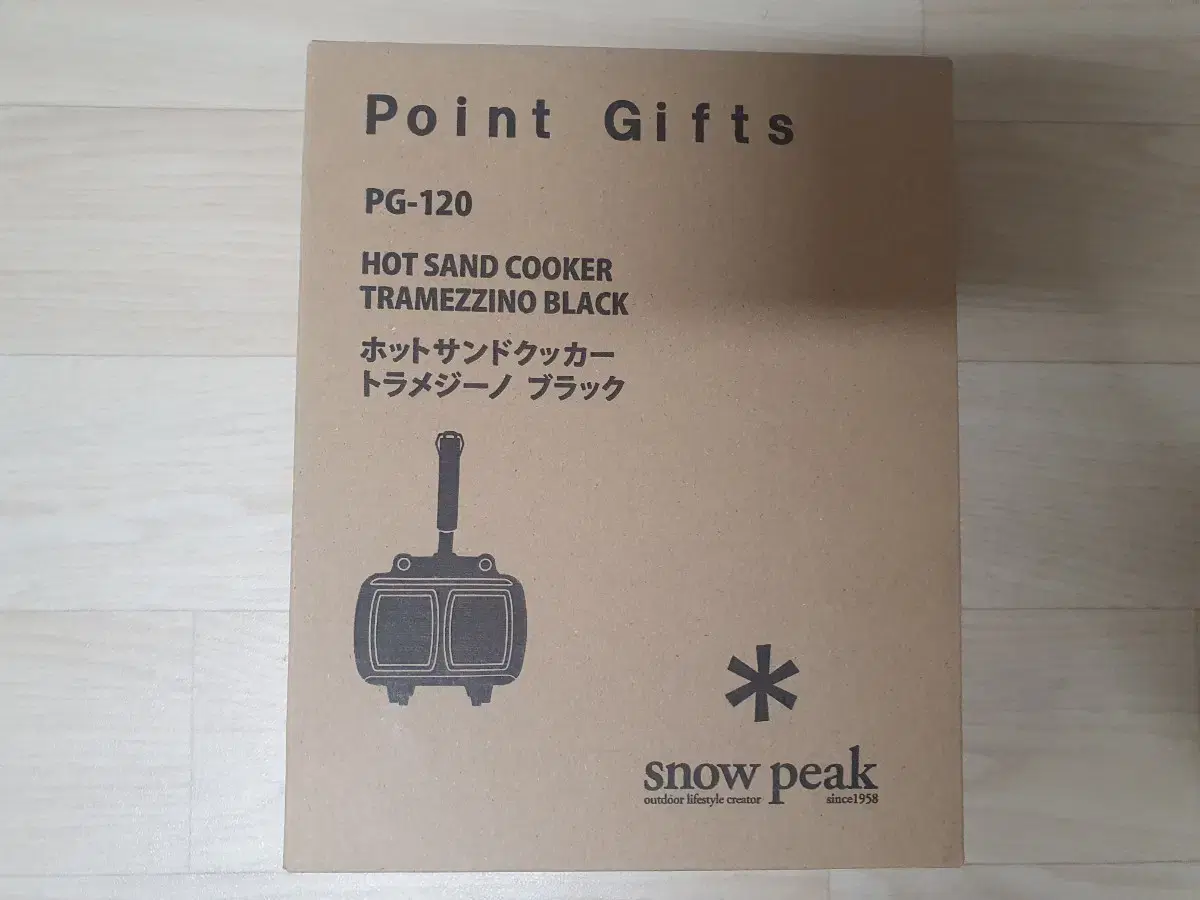 Point Gifts
PG-120
HOT SAND COOKER
TRAMEZZINO BLACK
ホットサンドクッカー
トラメジーノ ブラック
snow peak
outdoor lifestyle creator since1958